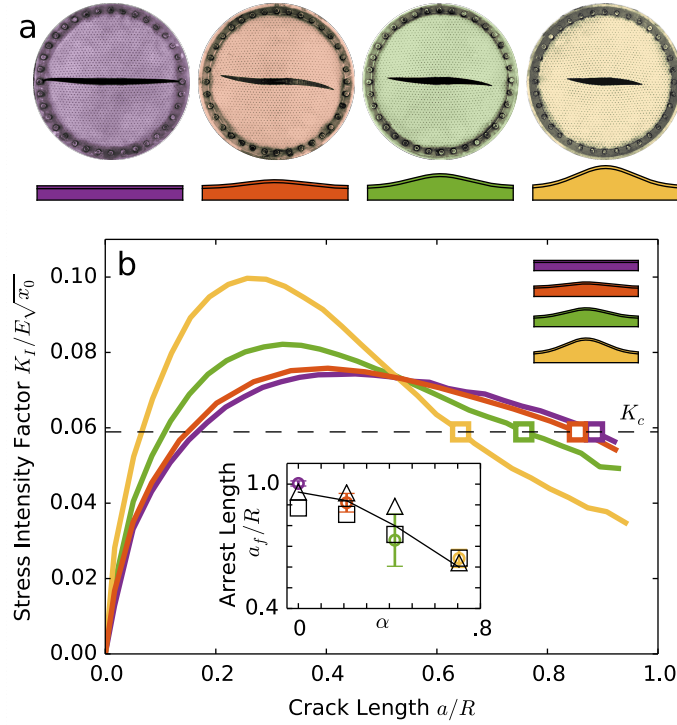 a
b
Stress Intensity Factor K_I/E√x_0
0.10
0.08
0.06
0.04
0.02
0.00
K_c
Arrest Length
a_f/R
1.0
0.4
0
α
.8
0.0
0.2
0.4
0.6
0.8
1.0
Crack Length a/R